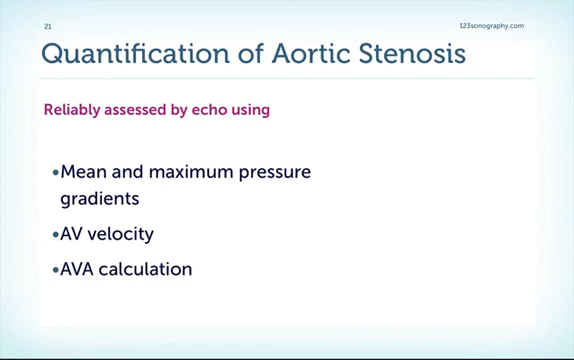 21
123sonography.com
Quantification of Aortic Stenosis
Reliably assessed by echo using
•Mean and maximum pressure
gradients
•AV velocity
•AVA calculation